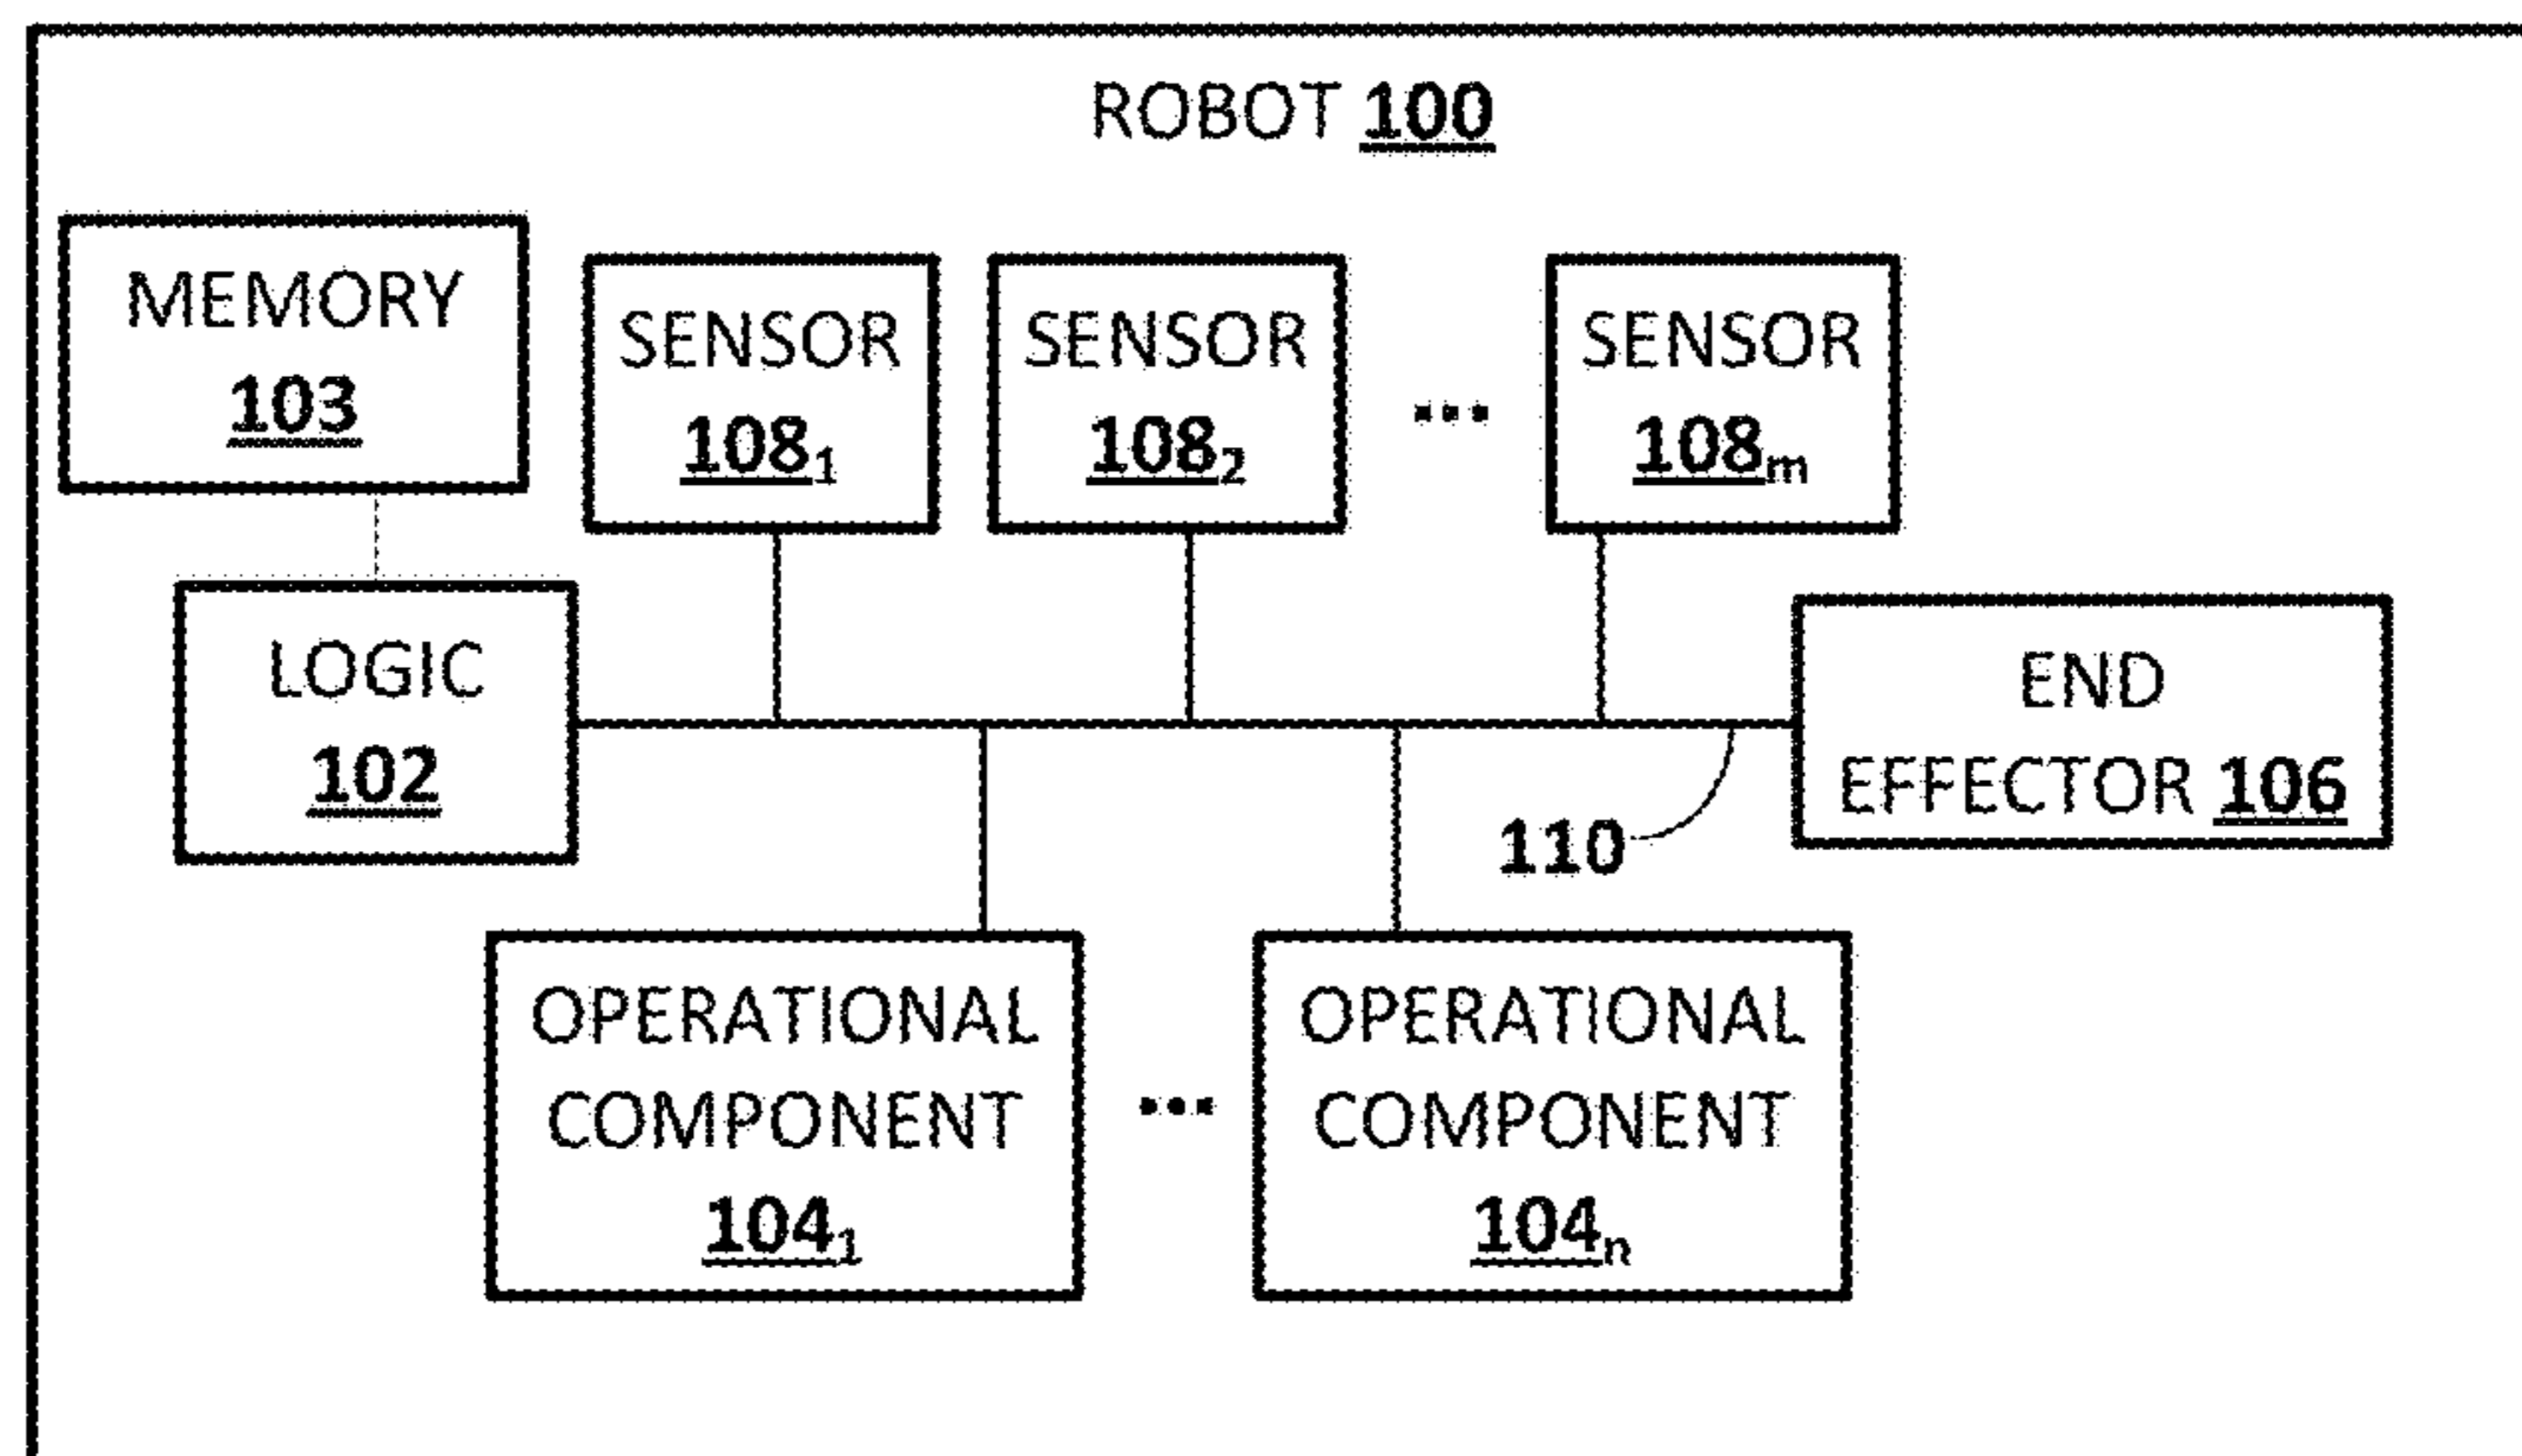 ROBOT 100
MEMORY
103
SENSOR
108₁
SENSOR
108₂
...
SENSOR
108ₘ
LOGIC
102
END
EFFECTOR 106
110
OPERATIONAL
COMPONENT
104₁
...
OPERATIONAL
COMPONENT
104ₙ